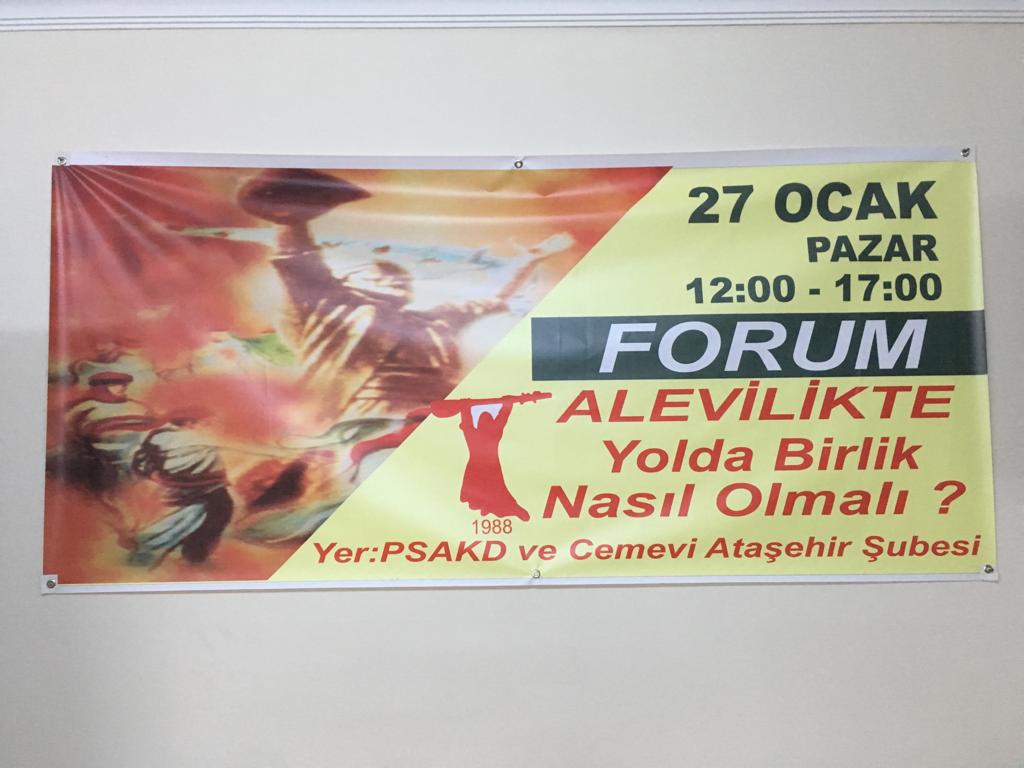 27 OCAK
PAZAR
12:00 - 17:00
FORUM
ALEVİLİKTE
Yolda Birlik
Nasıl Olmalı ?
1988
Yer:PSAKD ve Cemevi Ataşehir Şubesi